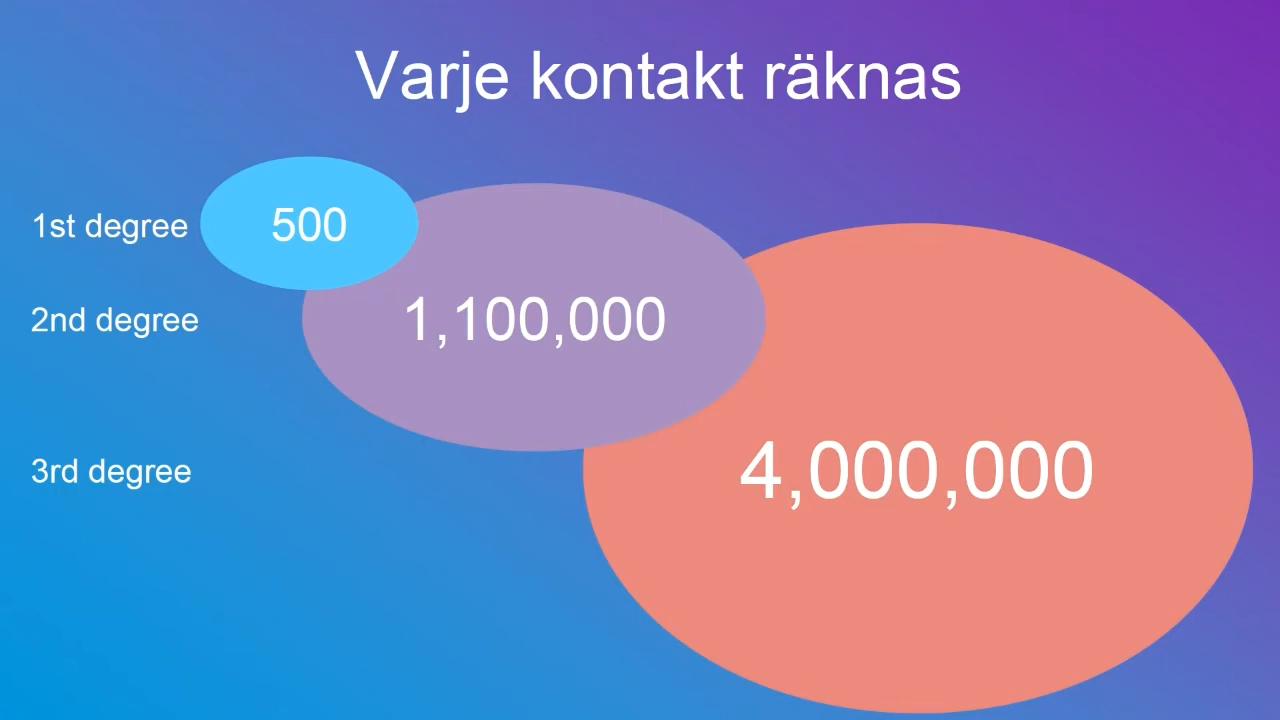 Varje kontakt räknas
1st degree
500
2nd degree
1,100,000
3rd degree
4,000,000